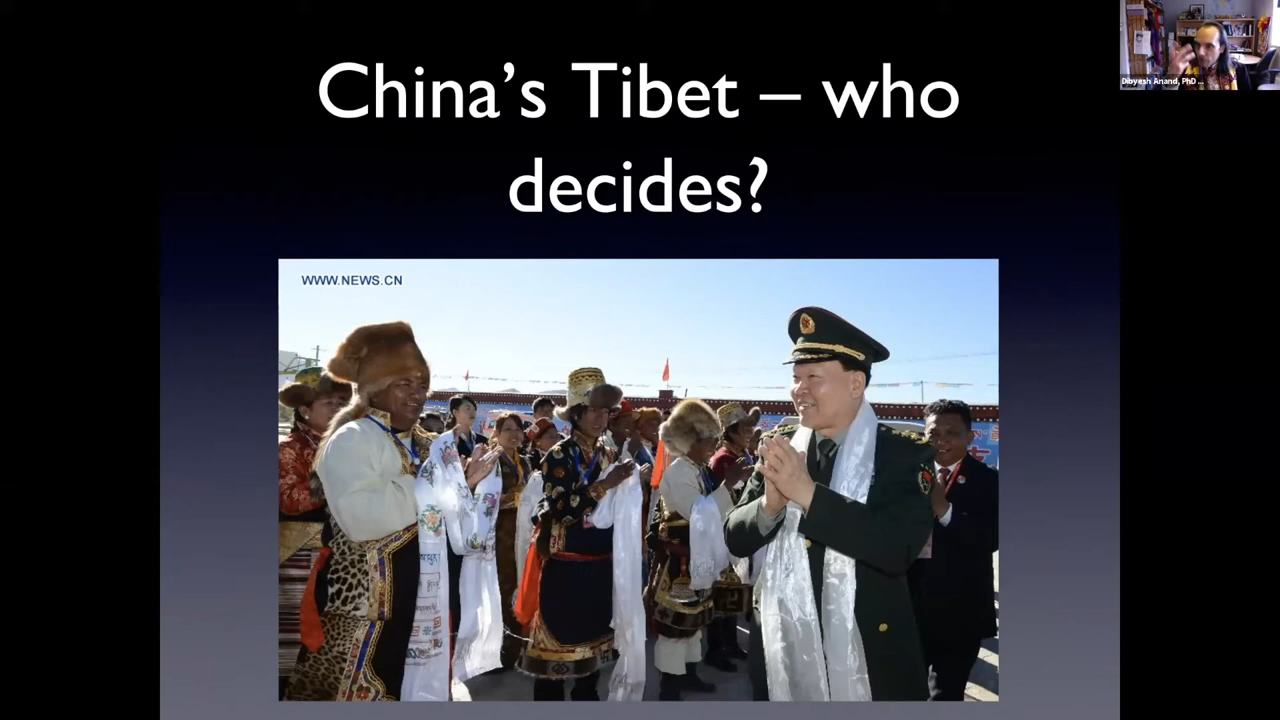 China’s Tibet – who
decides?
Dibyesh Anand, PhD ...
WWW.NEWS.CN